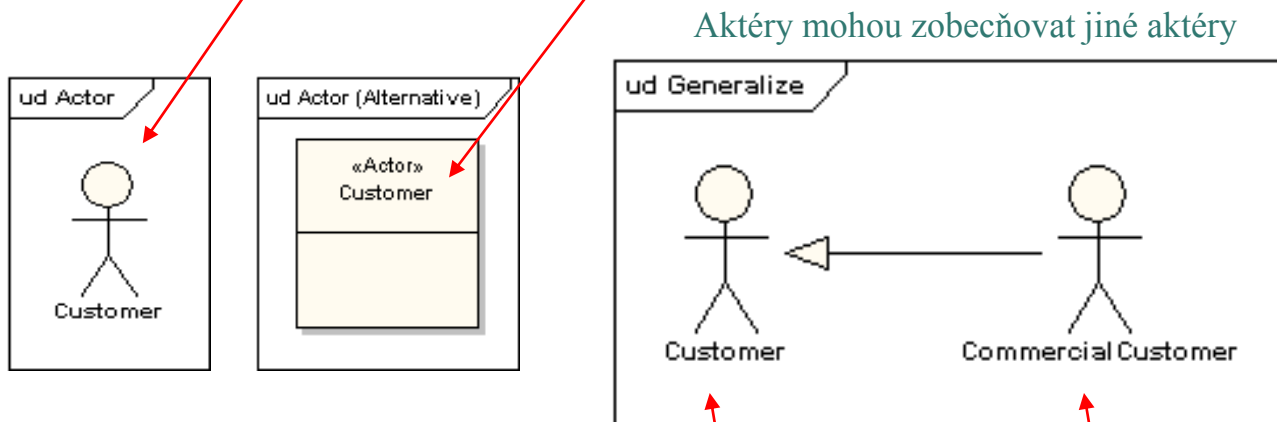 Aktéry mohou zobecňovat jiné aktéry
ud Actor
Customer
ud Actor (Alternative)
«Actor»
Customer
ud Generalize
Customer
Commercial Customer